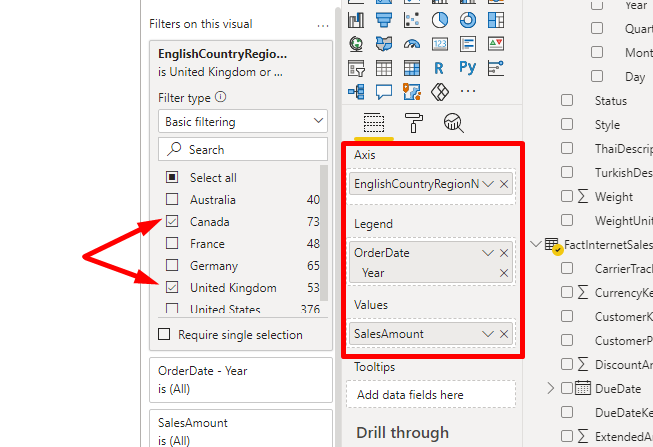 Filters on this visual
...
EnglishCountryRegio...
is United Kingdom or ...
Filter type
Basic filtering
Search
Select all
Australia 40
Canada 73
France 48
Germany 65
United Kingdom 53
United States 376
Require single selection
OrderDate - Year
is (All)
SalesAmount
is (All)
123
R Py
...
Axis
EnglishCountryRegionN
Legend
OrderDate
Year
Values
SalesAmount
Tooltips
Add data fields here
Drill through
Year
Quart
Mont
Day
Status
Style
ThaiDescrip
TurkishDes
Weight
WeightUnit
FactInternetSales
CarrierTrac
CurrencyKe
CustomerK
CustomerP
DiscountAm
DueDate
DueDateKe
ExtendedA